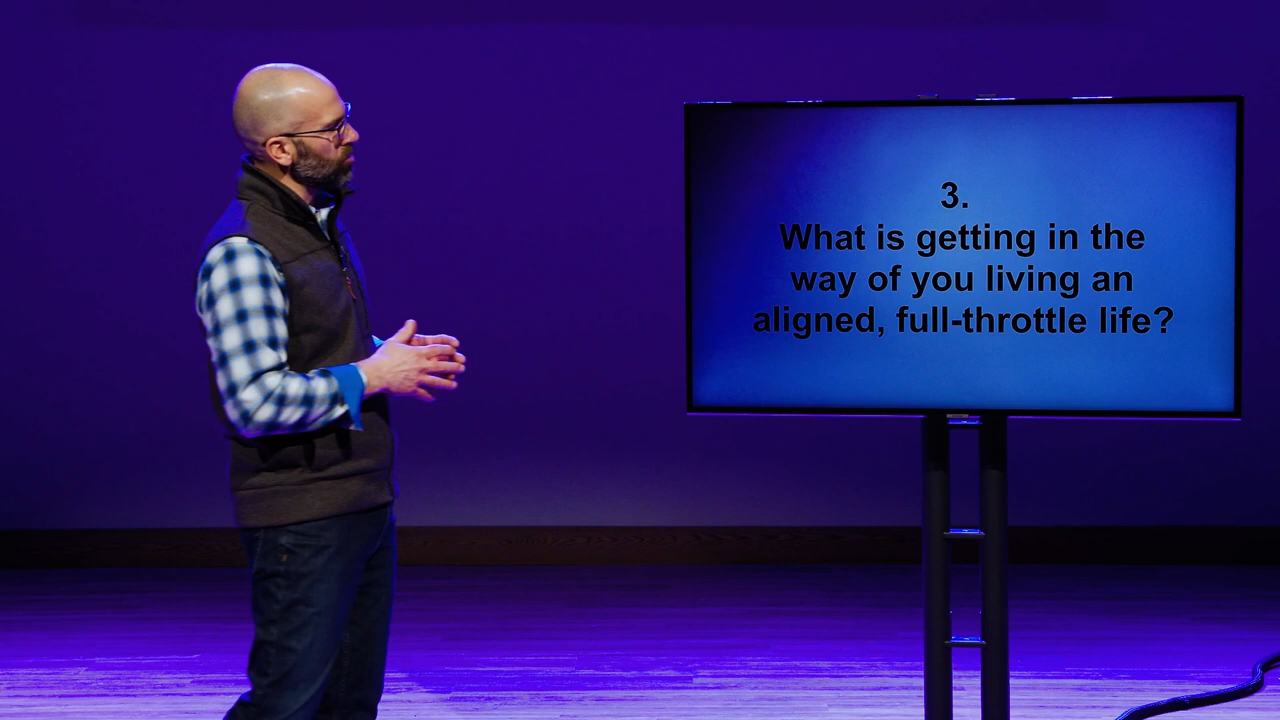 3.
What is getting in the
way of you living an
aligned, full-throttle life?